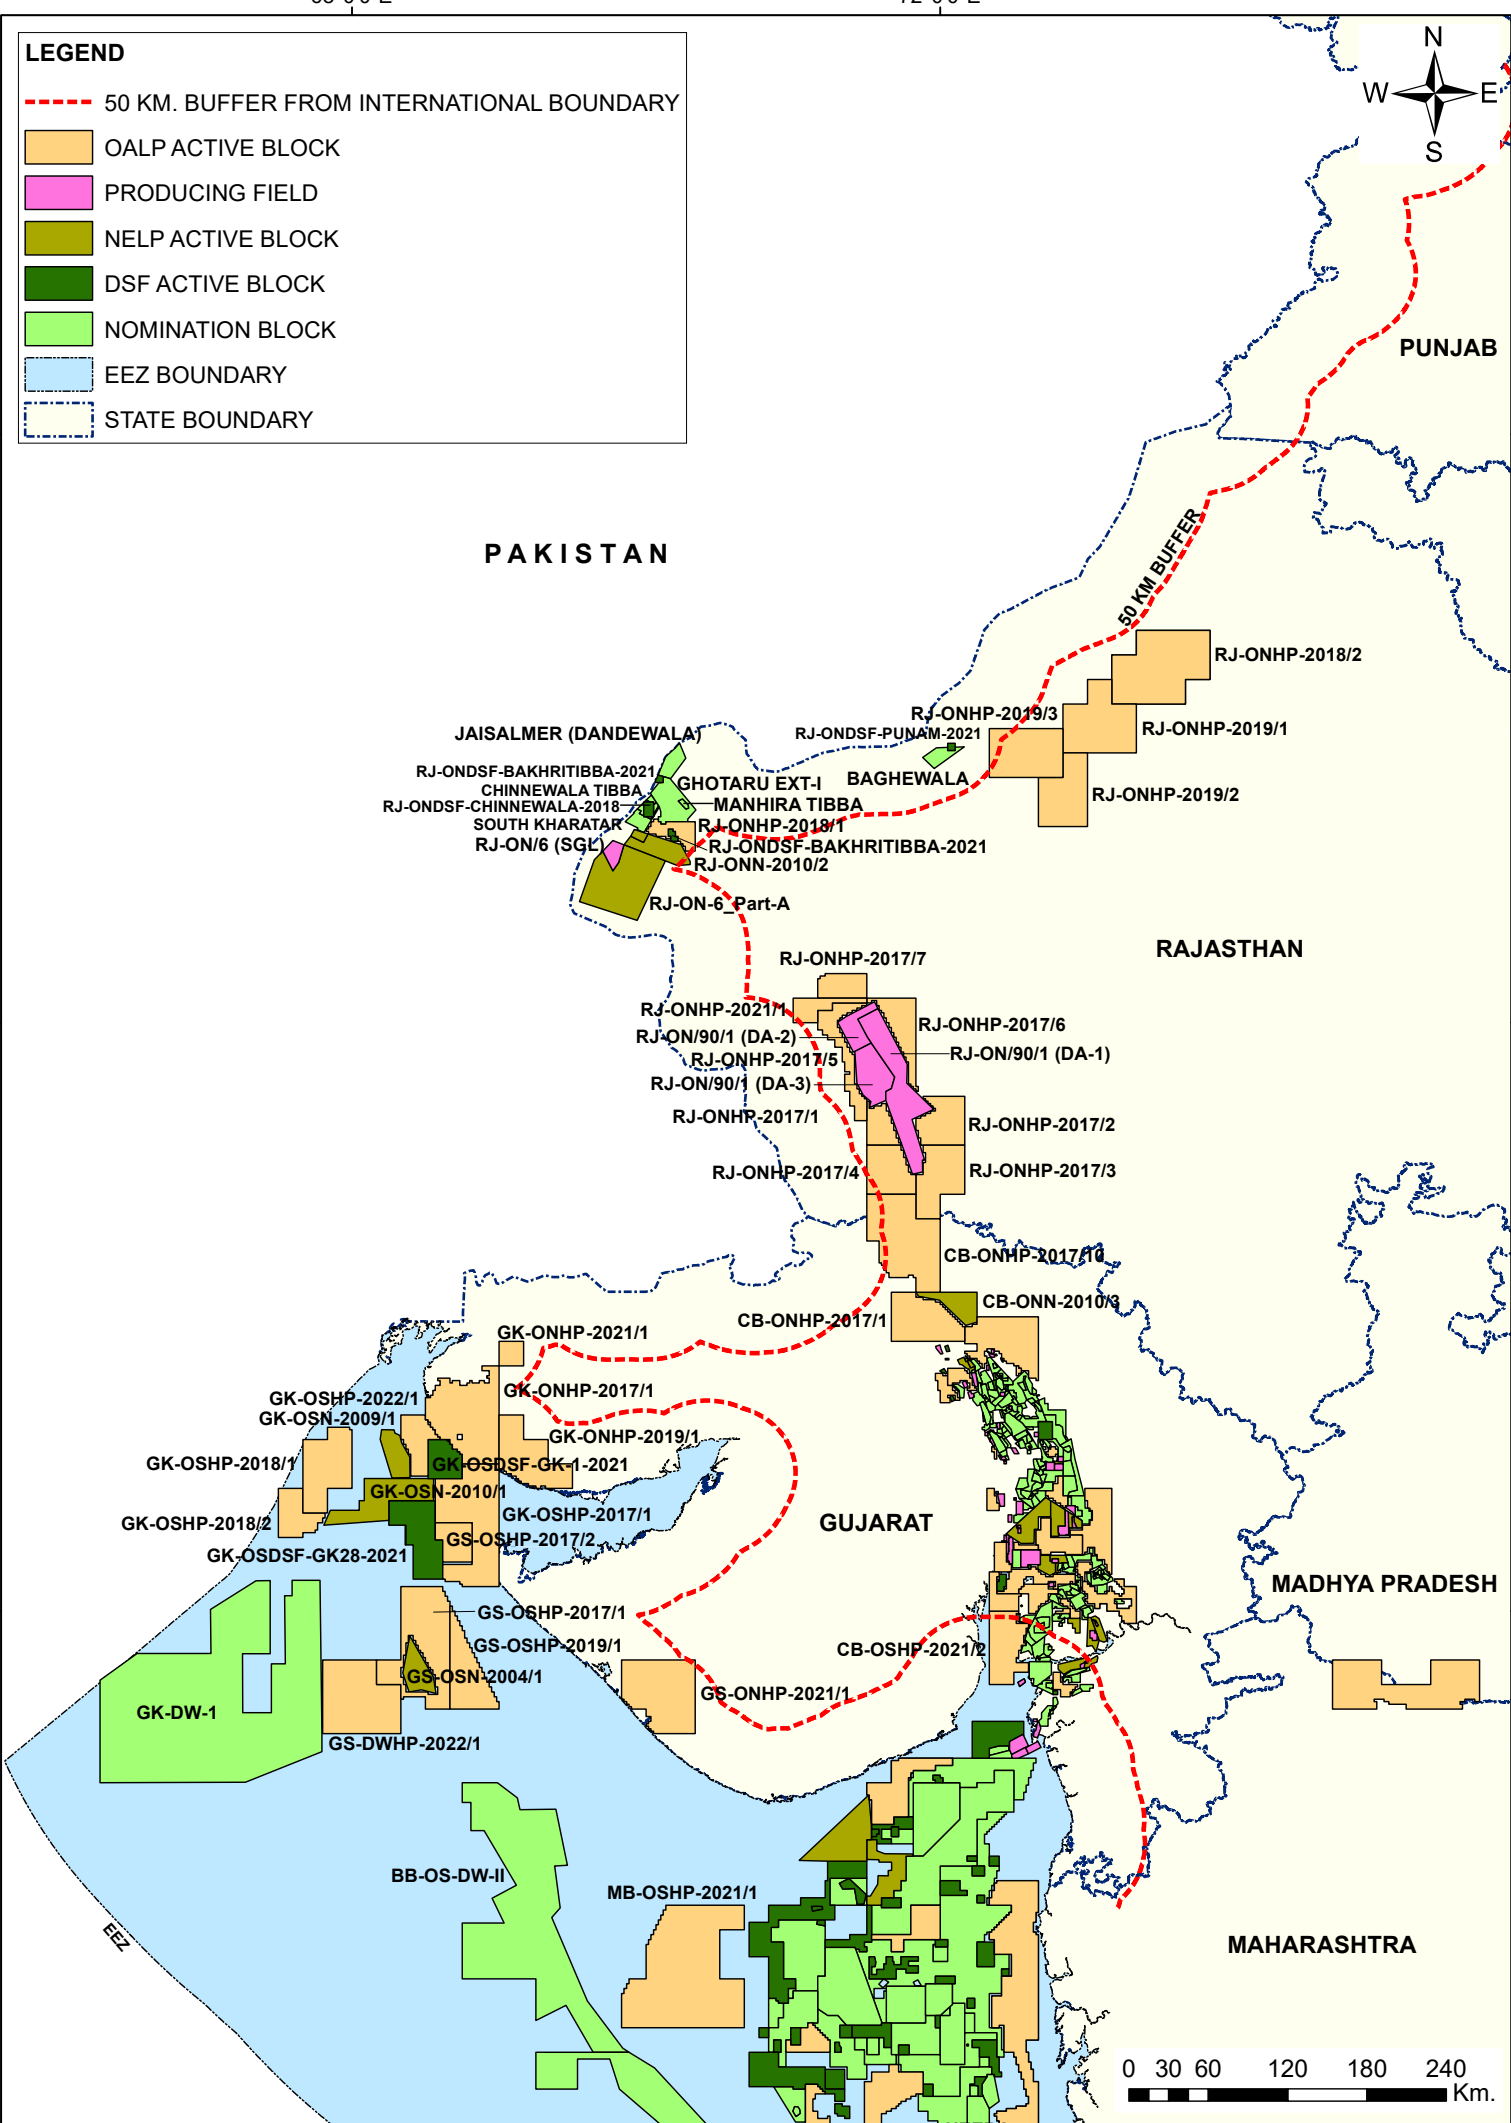 LEGEND
50 KM. BUFFER FROM INTERNATIONAL BOUNDARY
OALP ACTIVE BLOCK
PRODUCING FIELD
NELP ACTIVE BLOCK
DSF ACTIVE BLOCK
NOMINATION BLOCK
EEZ BOUNDARY
STATE BOUNDARY
N
W E
S
PUNJAB
PAKISTAN
50 KM BUFFER
RJ-ONHP-2018/2
RJ-ONHP-2019/3
RJ-ONHP-2019/1
RJ-ONDSF-PUNAM-2021
JAISALMER (DANDEWALA)
RJ-ONDSF-BAKHRITIBBA-2021
BAGHEWALA
GHOTARU EXT-I
CHINNEWALA TIBBA
RJ-ONHP-2019/2
MANHIRA TIBBA
RJ-ONDSF-CHINNEWALA-2018
SOUTH KHARATAR
RJ-ONHP-2018/1
RJ-ON/6 (SGL)
RJ-ONDSF-BAKHRITIBBA-2021
RJ-ONN-2010/2
RJ-ON-6_Part-A
RAJASTHAN
RJ-ONHP-2017/7
RJ-ONHP-2021/1
RJ-ONHP-2017/6
RJ-ON/90/1 (DA-2)
RJ-ON/90/1 (DA-1)
RJ-ONHP-2017/5
RJ-ON/90/1 (DA-3)
RJ-ONHP-2017/1
RJ-ONHP-2017/2
RJ-ONHP-2017/4
RJ-ONHP-2017/3
CB-ONHP-2017/10
CB-ONN-2010/3
CB-ONHP-2017/1
GK-ONHP-2021/1
GK-ONHP-2017/1
GK-OSHP-2022/1
GK-OSN-2009/1
GK-ONHP-2019/1
GK-OSHP-2018/1
GK-OSDSF-GK-1-2021
GK-OSN-2010/1
GK-OSHP-2017/1
GK-OSHP-2018/2
GUJARAT
GS-OSHP-2017/2
GK-OSDSF-GK28-2021
MADHYA PRADESH
GS-OSHP-2017/1
GS-OSHP-2019/1
CB-OSHP-2021/2
GS-OSN-2004/1
GS-ONHP-2021/1
GK-DW-1
GS-DWHP-2022/1
BB-OS-DW-II
MB-OSHP-2021/1
EEZ
MAHARASHTRA
0 30 60 120 180 240
Km.